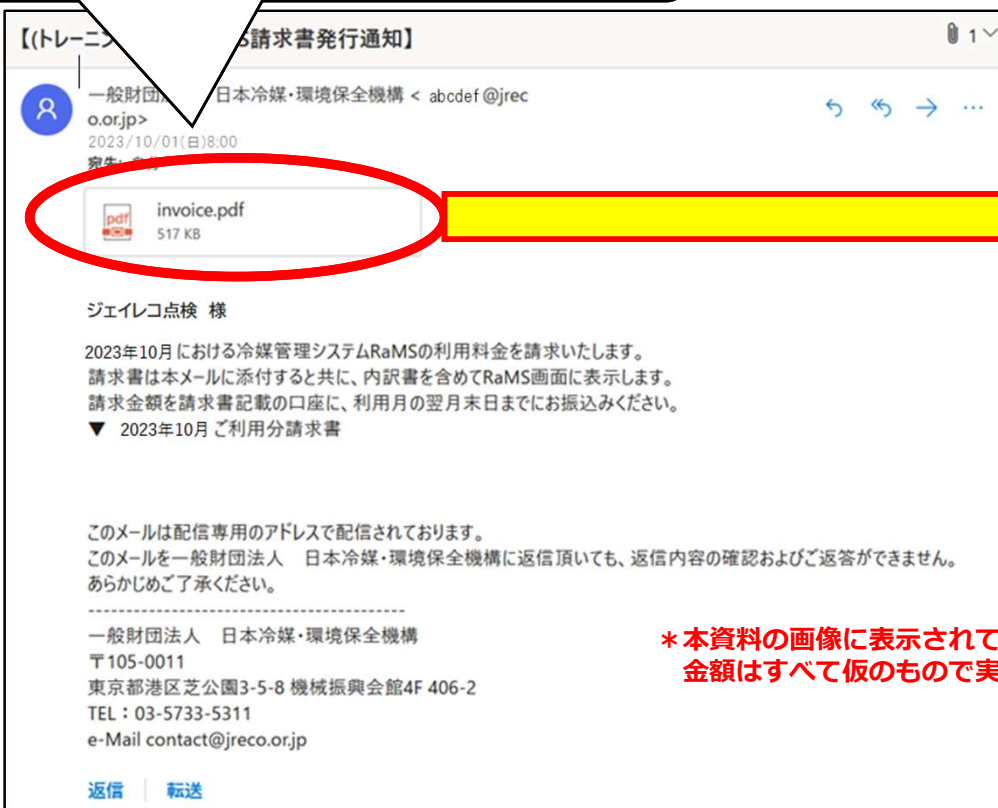 【(トレーニン S請求書発行通知】
1
一般財団 日本冷媒・環境保全機構 < abcdef @jrec
o.or.jp>
2023/10/01(日)8:00
宛先:
pdf
invoice.pdf
517 KB
ジェイレコ点検 様
2023年10月における冷媒管理システムRaMSの利用料金を請求いたします。
請求書は本メールに添付すると共に、内訳書を含めてRaMS画面に表示します。
請求金額を請求書記載の口座に、利用月の翌月末日までにお振込みください。
▼ 2023年10月ご利用分請求書
このメールは配信専用のアドレスで配信されております。
このメールを一般財団法人 日本冷媒・環境保全機構に返信頂いても、返信内容の確認およびご返答ができません。
あらかじめご了承ください。
------------------------------------------
一般財団法人 日本冷媒・環境保全機構
〒105-0011
東京都港区芝公園3-5-8 機械振興会館4F 406-2
TEL:03-5733-5311
e-Mail contact@jreco.or.jp
*本資料の画像に表示されて
金額はすべて仮のもので実
返信 転送